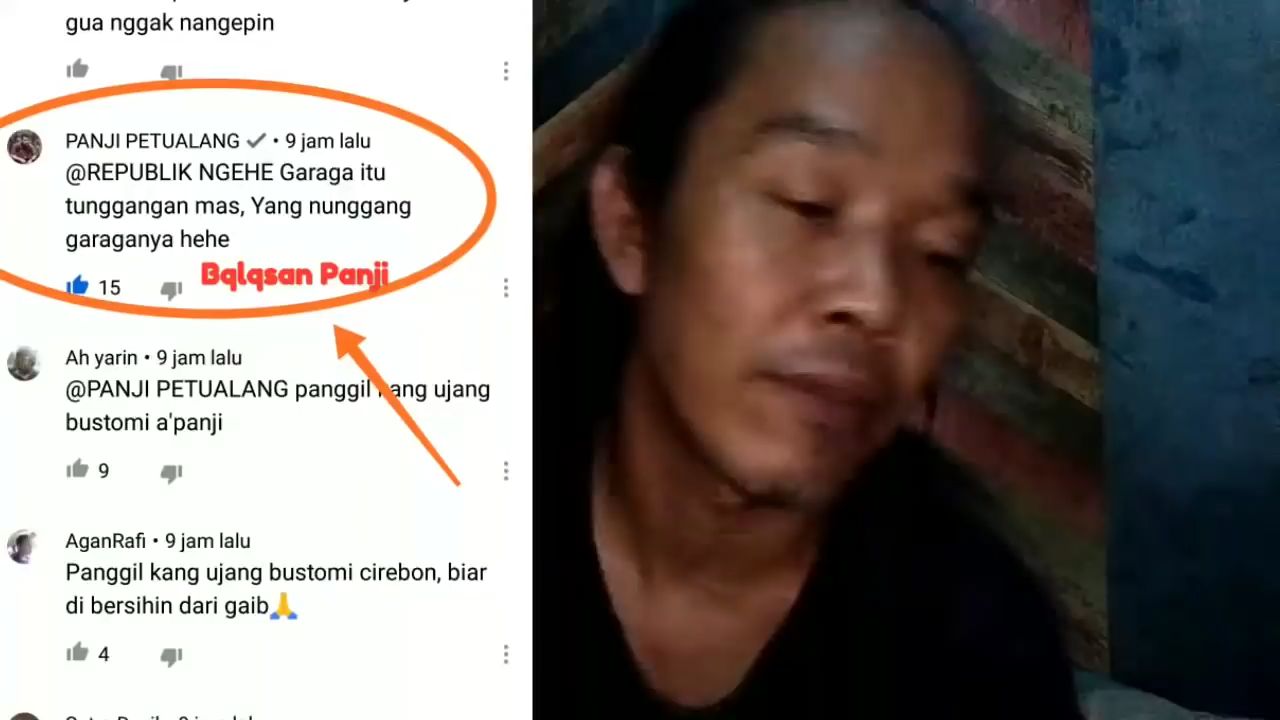 gua nggak nangepin
PANJI PETUALANG ✔ • 9 jam lalu
@REPUBLIK NGEHE Garaga itu
tunggangan mas, Yang nunggang
garaganya hehe
15
Bqlqsan Panji
Ah yarin • 9 jam lalu
@PANJI PETUALANG panggil kang ujang
bustomi a'panji
9
AganRafi • 9 jam lalu
Panggil kang ujang bustomi cirebon, biar
di bersihin dari gaib🙏
4